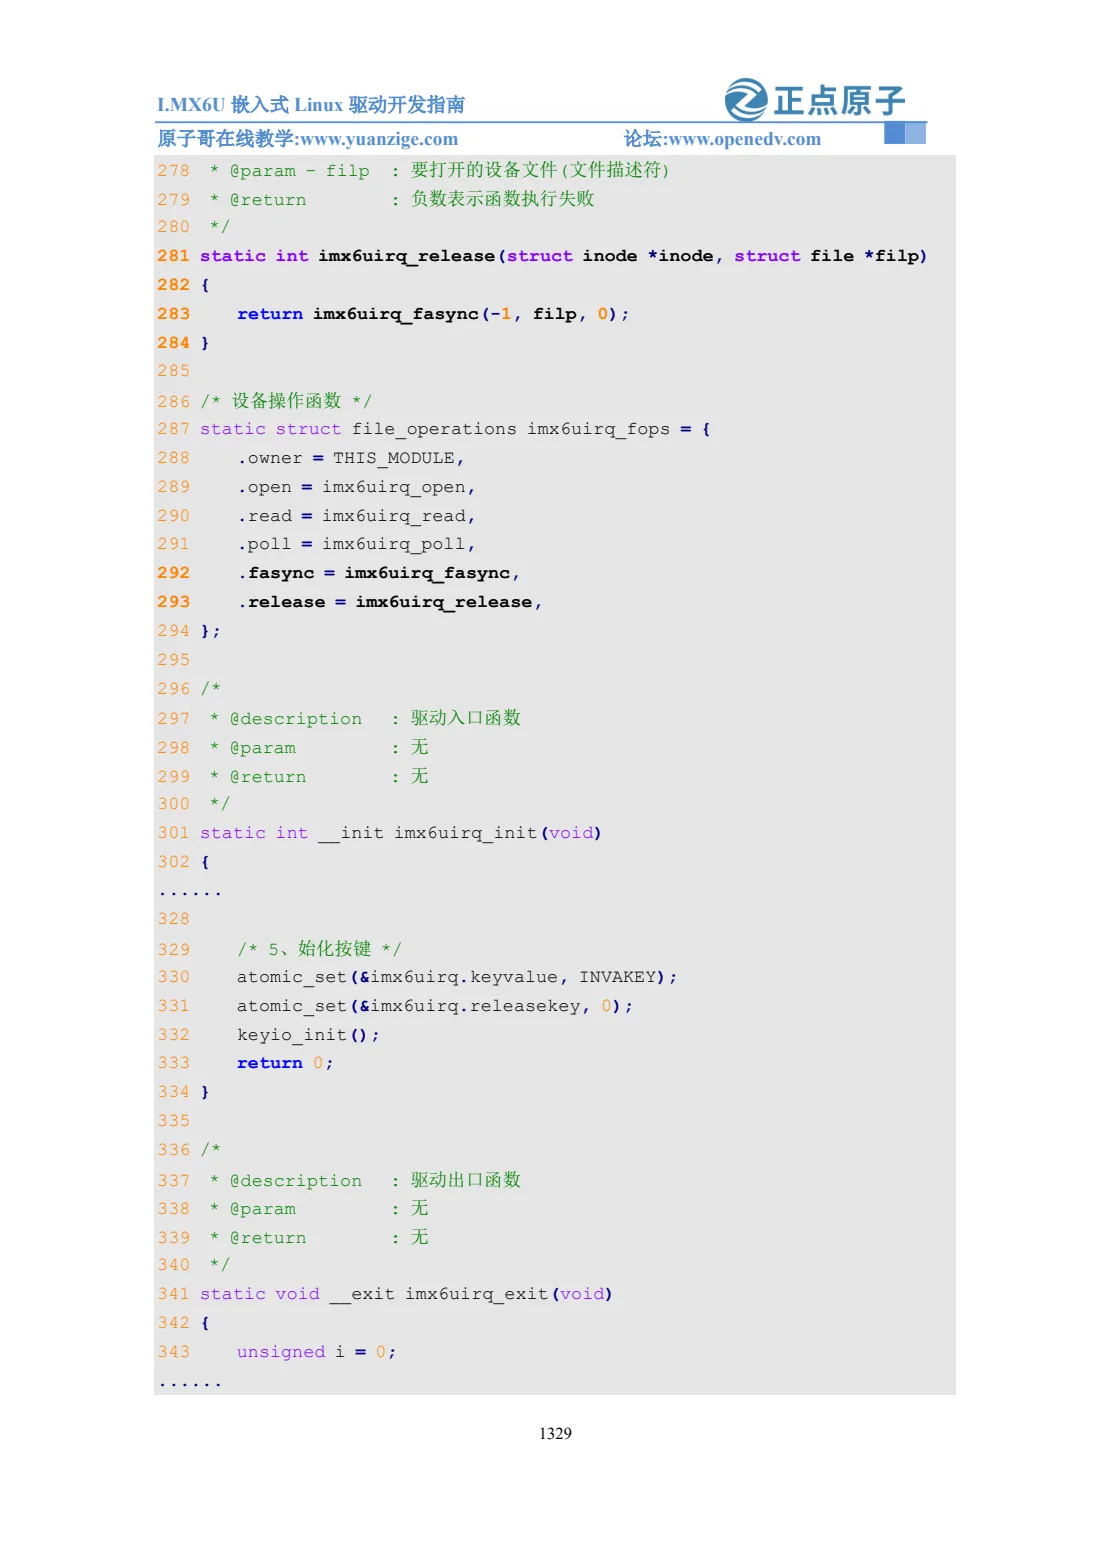 I.MX6U 嵌入式 Linux 驱动开发指南
正点原子
原子哥在线教学:www.yuanzige.com 论坛:www.openedv.com
278  * @param – filp  : 要打开的设备文件(文件描述符)
279  * @return        : 负数表示函数执行失败
280  */
281 static int imx6uirq_release(struct inode *inode, struct file *filp)
282 {
283    return imx6uirq_fasync(-1, filp, 0);
284 }
285
286 /* 设备操作函数 */
287 static struct file_operations imx6uirq_fops = {
288    .owner = THIS_MODULE,
289    .open = imx6uirq_open,
290    .read = imx6uirq_read,
291    .poll = imx6uirq_poll,
292    .fasync = imx6uirq_fasync,
293    .release = imx6uirq_release,
294 };
295
296 /*
297  * @description   : 驱动入口函数
298  * @param         : 无
299  * @return        : 无
300  */
301 static int __init imx6uirq_init(void)
302 {
......
328
329    /* 5、始化按键 */
330    atomic_set(&imx6uirq.keyvalue, INVAKEY);
331    atomic_set(&imx6uirq.releasekey, 0);
332    keyio_init();
333    return 0;
334 }
335
336 /*
337  * @description   : 驱动出口函数
338  * @param         : 无
339  * @return        : 无
340  */
341 static void __exit imx6uirq_exit(void)
342 {
343    unsigned i = 0;
......
1329